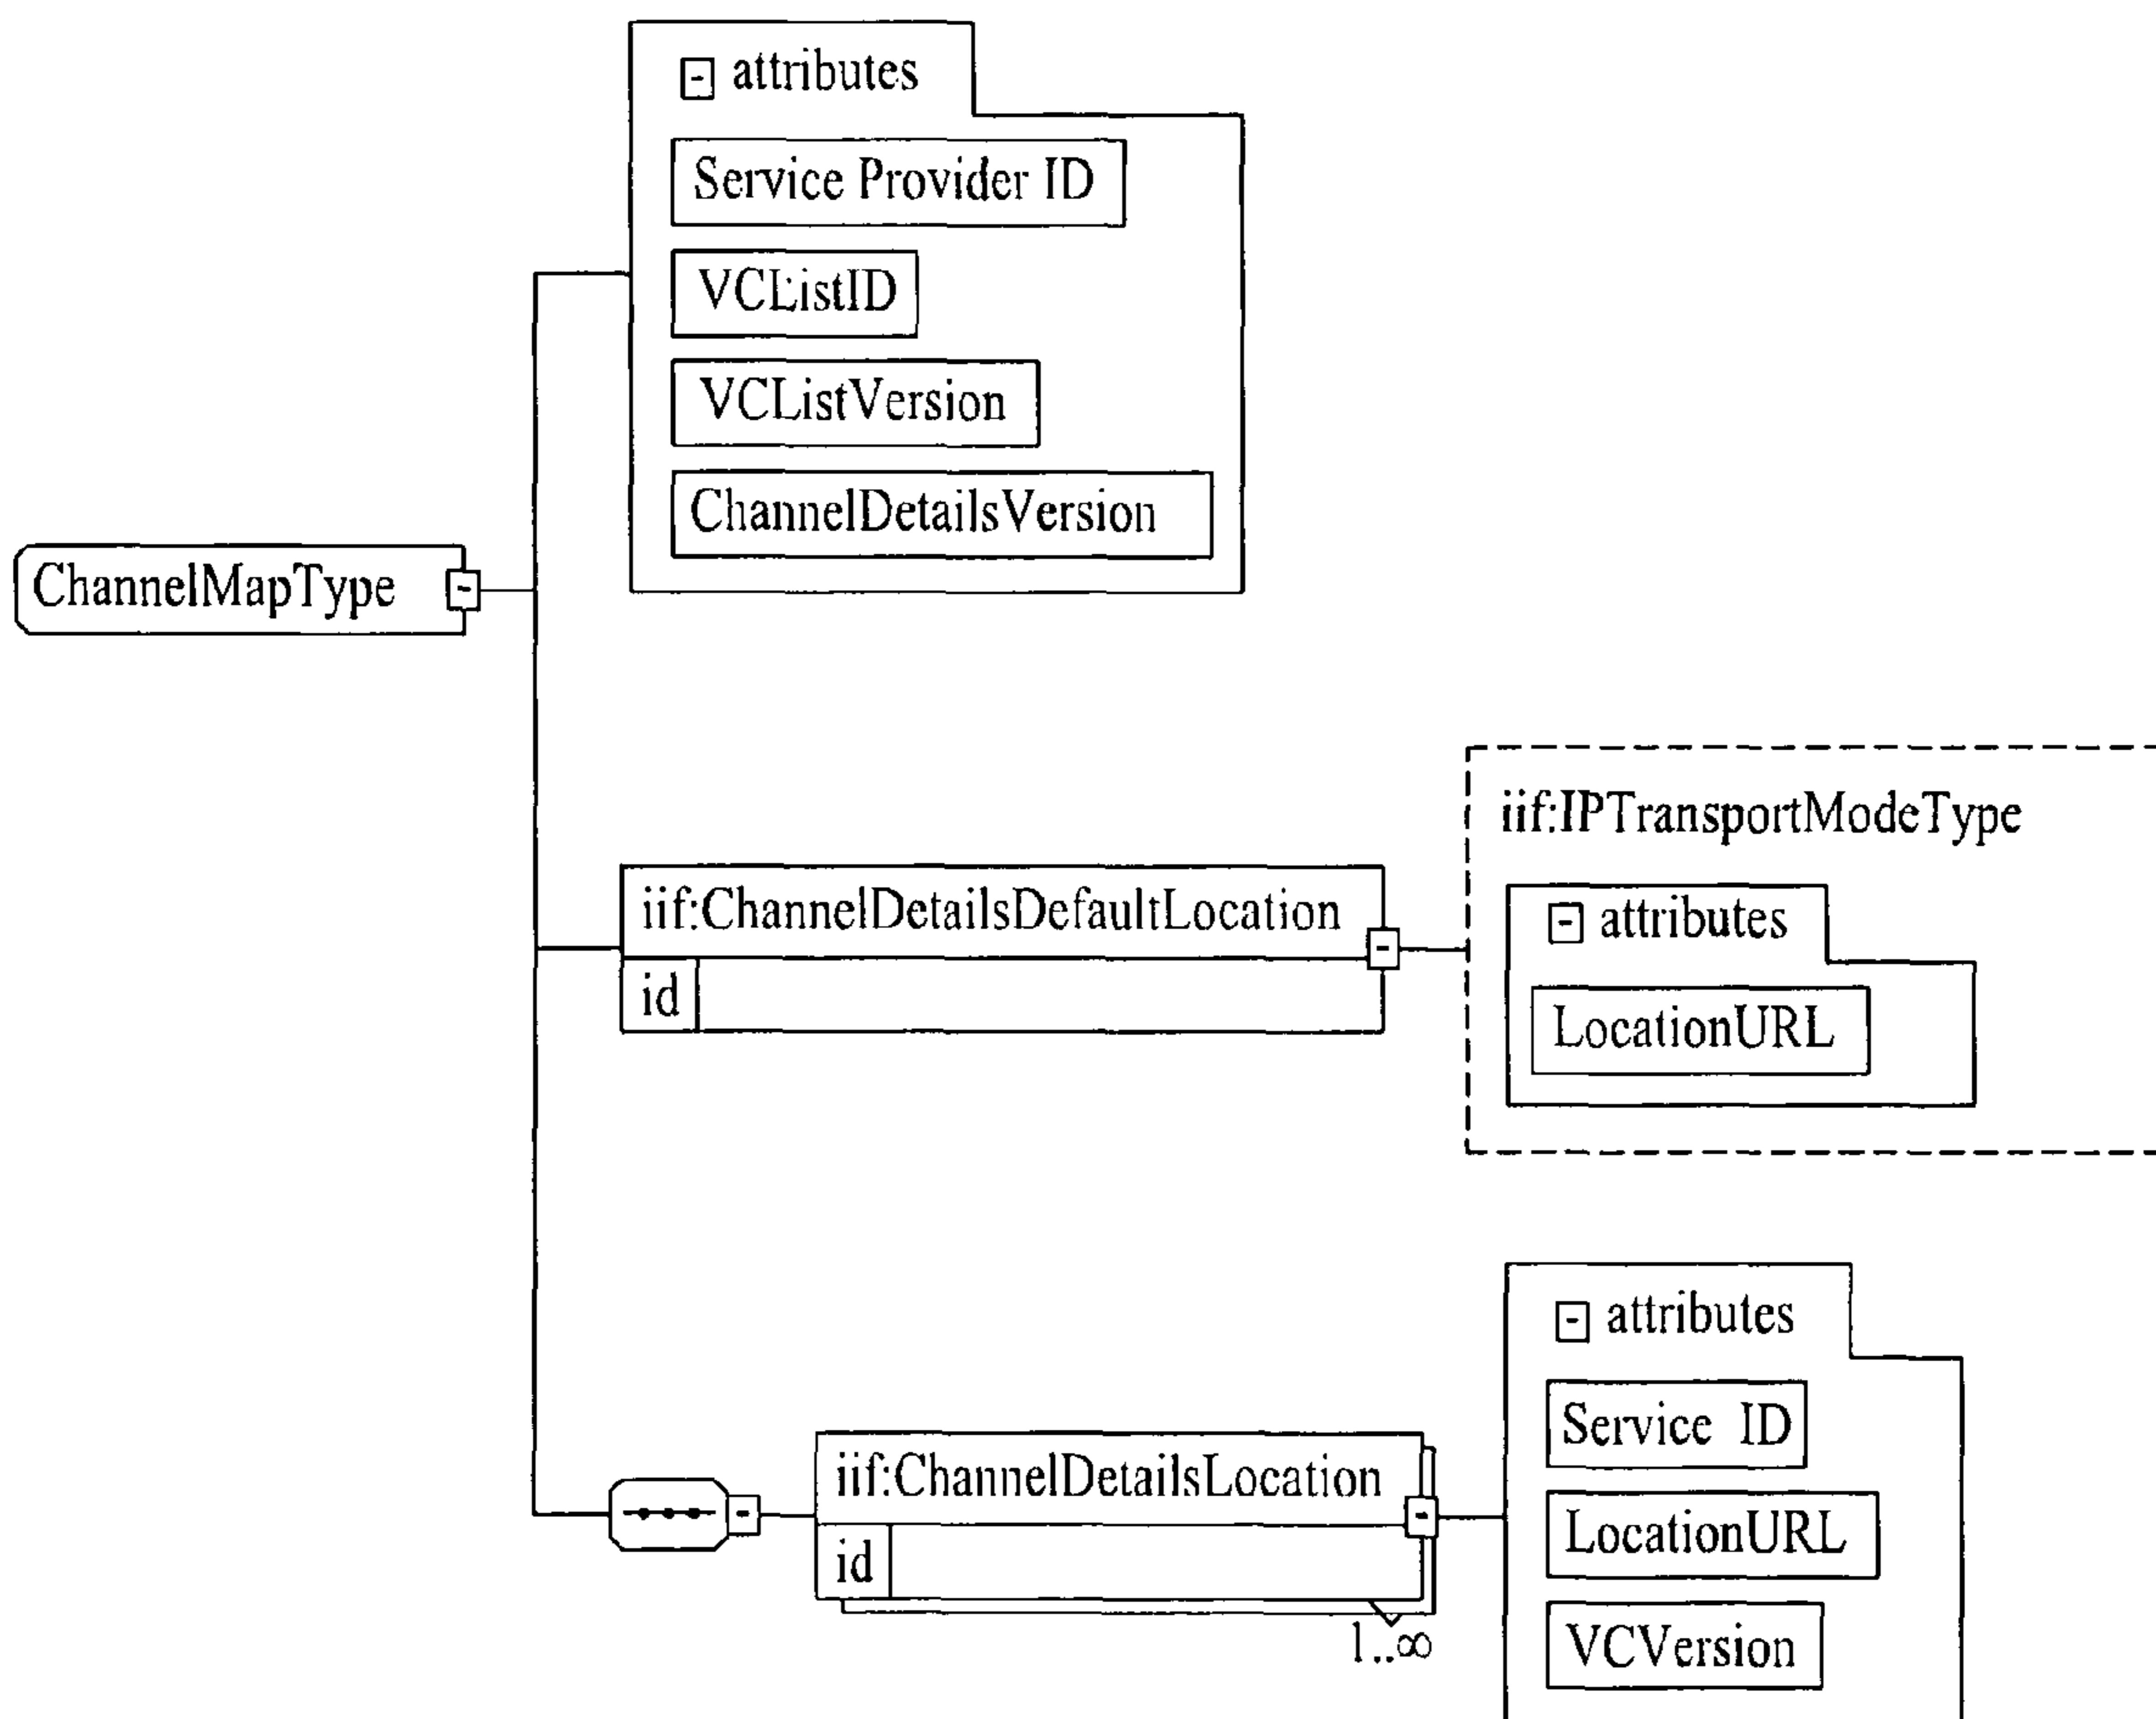 attributes
Service Provider ID
VCListID
VCListVersion
ChannelDetailsVersion
ChannelMapType
iif:IPTransportModeType
iif:ChannelDetailsDefaultLocation
id
attributes
LocationURL
attributes
Service ID
LocationURL
VCVersion
iif:ChannelDetailsLocation
id
1..∞